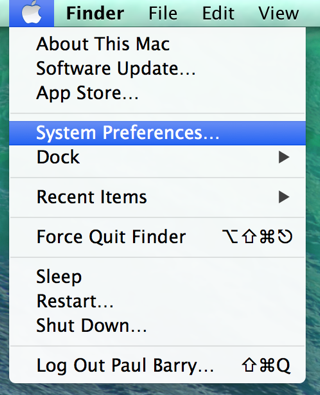 Finder File Edit View
About This Mac
Software Update…
App Store…
System Preferences…
Dock ▶
Recent Items ▶
Force Quit Finder ⌥⇧⌘⎋
Sleep
Restart…
Shut Down…
Log Out Paul Barry… ⇧⌘Q